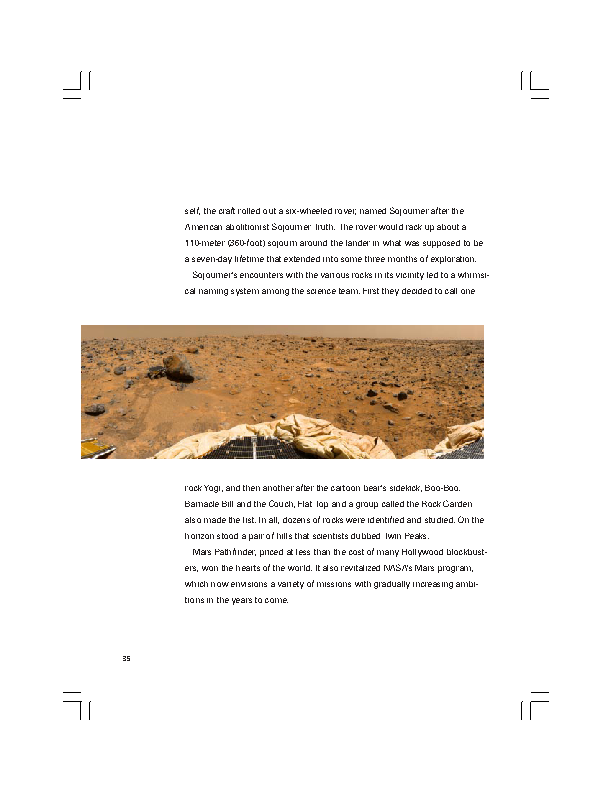 self, the craft rolled out a six-wheeled rover, named Sojourner after the
American abolitionist Sojourner Truth. The rover would rack up about a
110-meter (360-foot) sojourn around the lander in what was supposed to be
a seven-day lifetime that extended into some three months of exploration.
Sojourner's encounters with the various rocks in its vicinity led to a whimsi-
cal naming system among the science team. First they decided to call one
rock Yogi, and then another after the cartoon bear's sidekick, Boo-Boo.
Barnacle Bill and the Couch, Flat Top and a group called the Rock Garden
also made the list. In all, dozens of rocks were identified and studied. On the
horizon stood a pair of hills that scientists dubbed Twin Peaks.
Mars Pathfinder, priced at less than the cost of many Hollywood blockbust-
ers, won the hearts of the world. It also revitalized NASA's Mars program,
which now envisions a variety of missions with gradually increasing ambi-
tions in the years to come.
35